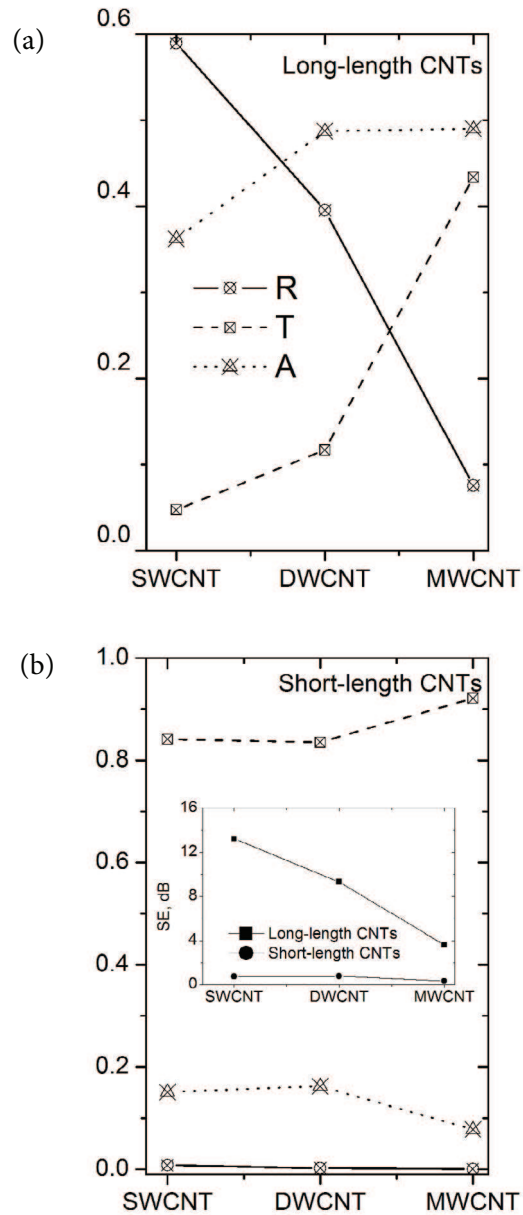 (a)
0.6
Long-length CNTs
0.4
R
T
A
0.2
0.0
SWCNT DWCNT MWCNT
(b)
1.0
Short-length CNTs
0.8
0.6
0.4
0.2
0.0
16
12
8
4
0
SE, dB
Long-length CNTs
Short-length CNTs
SWCNT DWCNT MWCNT
SWCNT DWCNT MWCNT